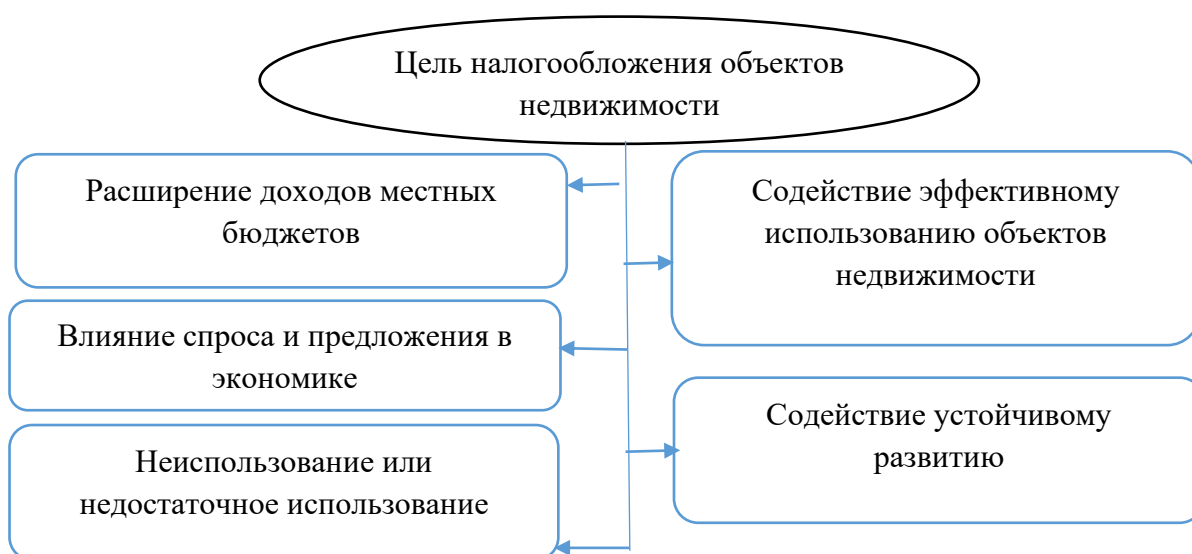 Цель налогообложения объектов
недвижимости
Расширение доходов местных
бюджетов
Содействие эффективному
использованию объектов
недвижимости
Влияние спроса и предложения в
экономике
Содействие устойчивому
развитию
Неиспользование или
недостаточное использование